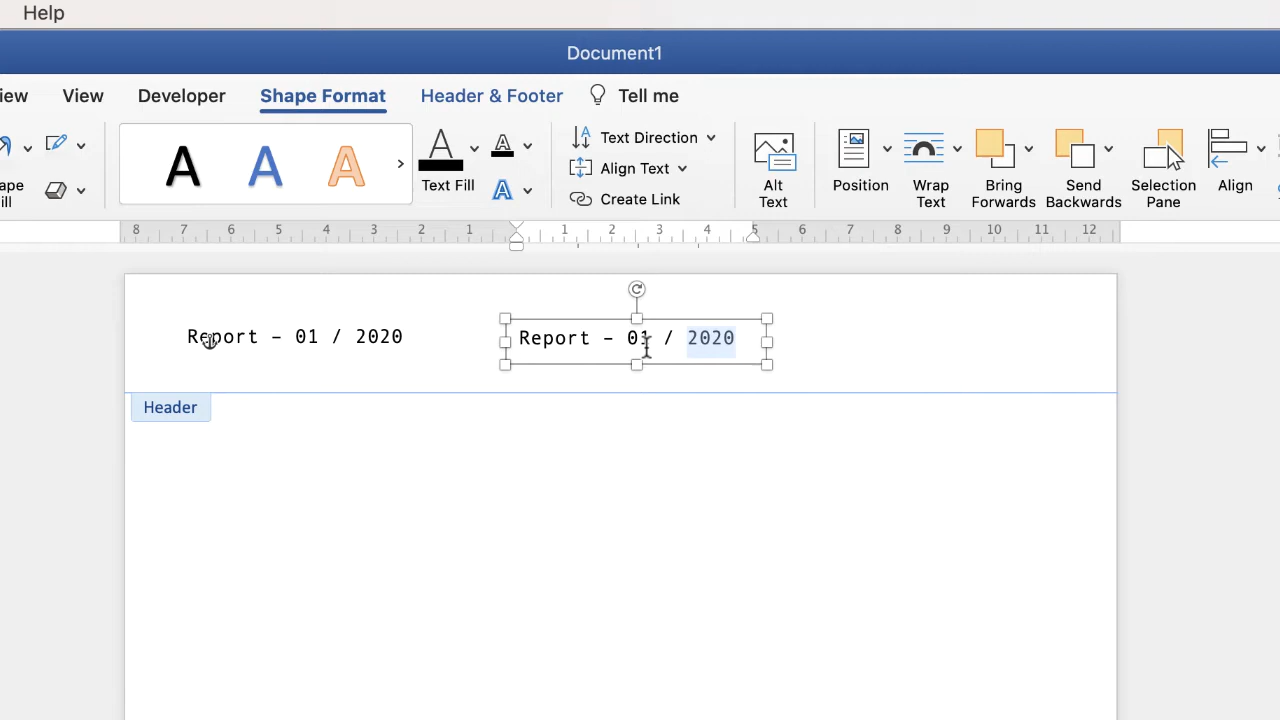 Help
Document1
iew View Developer Shape Format Header & Footer Tell me
ape
ill
A A A
A
Text Fill
A
A
Text Direction
Align Text
Create Link
Alt
Text
Position
Wrap
Text
Bring
Forwards
Send
Backwards
Selection
Pane
Align
8 7 6 5 4 3 2 1 1 2 3 4 5 6 7 8 9 10 11 12
Report – 01 / 2020
Report – 01 / 2020
Header